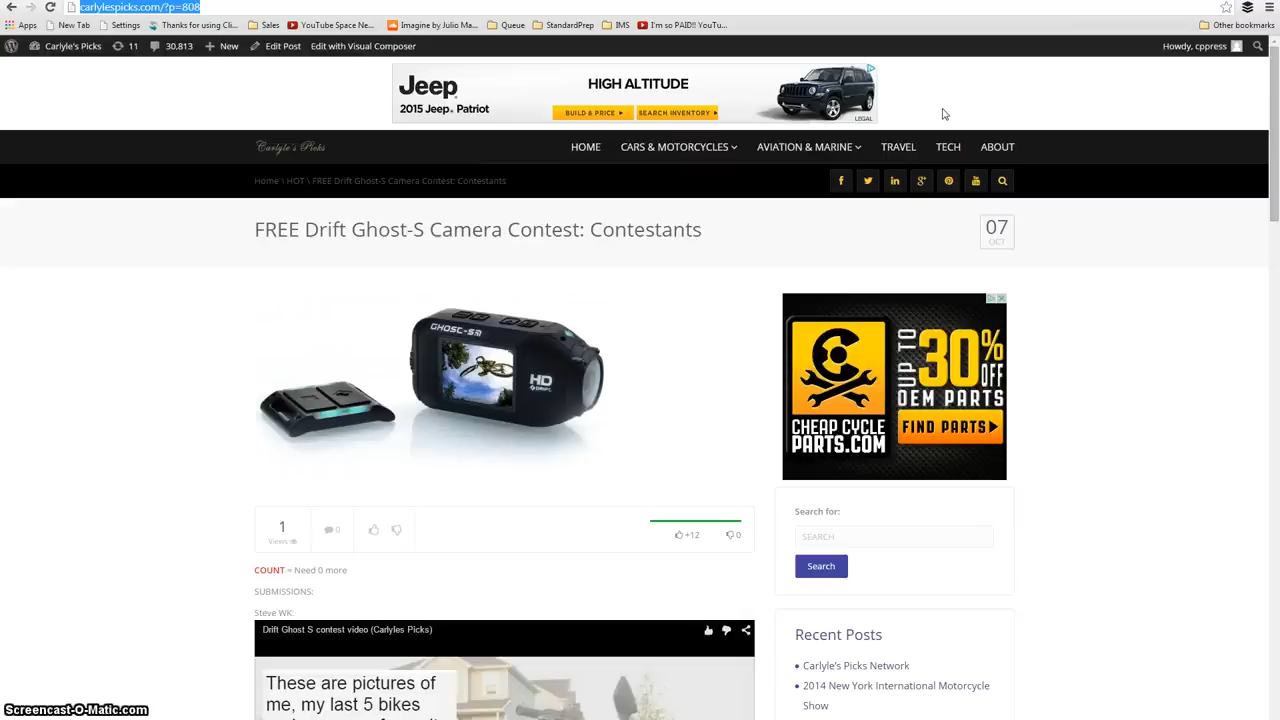 carlylespicks.com/?p=808
Apps New Tab Settings Thanks for using Cli... Sales YouTube Space Ne... Imagine by Julio Ma... Queue StandardPrep IMS I'm so PAID!! YouTu... Other bookmarks
Carlyle's Picks 11 30.813 New Edit Post Edit with Visual Composer Howdy, cppress
Jeep
2015 Jeep Patriot
HIGH ALTITUDE
BUILD & PRICE SEARCH INVENTORY
LEGAL
Carlyle's Picks HOME CARS & MOTORCYCLES AVIATION & MARINE TRAVEL TECH ABOUT
Home \ HOT \ FREE Drift Ghost-S Camera Contest: Contestants
FREE Drift Ghost-S Camera Contest: Contestants
07
OCT
GHOST-S
HD
DRIFT
UP TO 30% OFF
OEM PARTS
FIND PARTS
CHEAP CYCLE
PARTS.COM
1
Views
0
+12 0
COUNT = Need 0 more
SUBMISSIONS:
Steve WK:
Drift Ghost S contest video (Carlyles Picks)
These are pictures of
me, my last 5 bikes
Search for:
SEARCH
Search
Recent Posts
Carlyle's Picks Network
2014 New York International Motorcycle
Show
Screencast-O-Matic.com